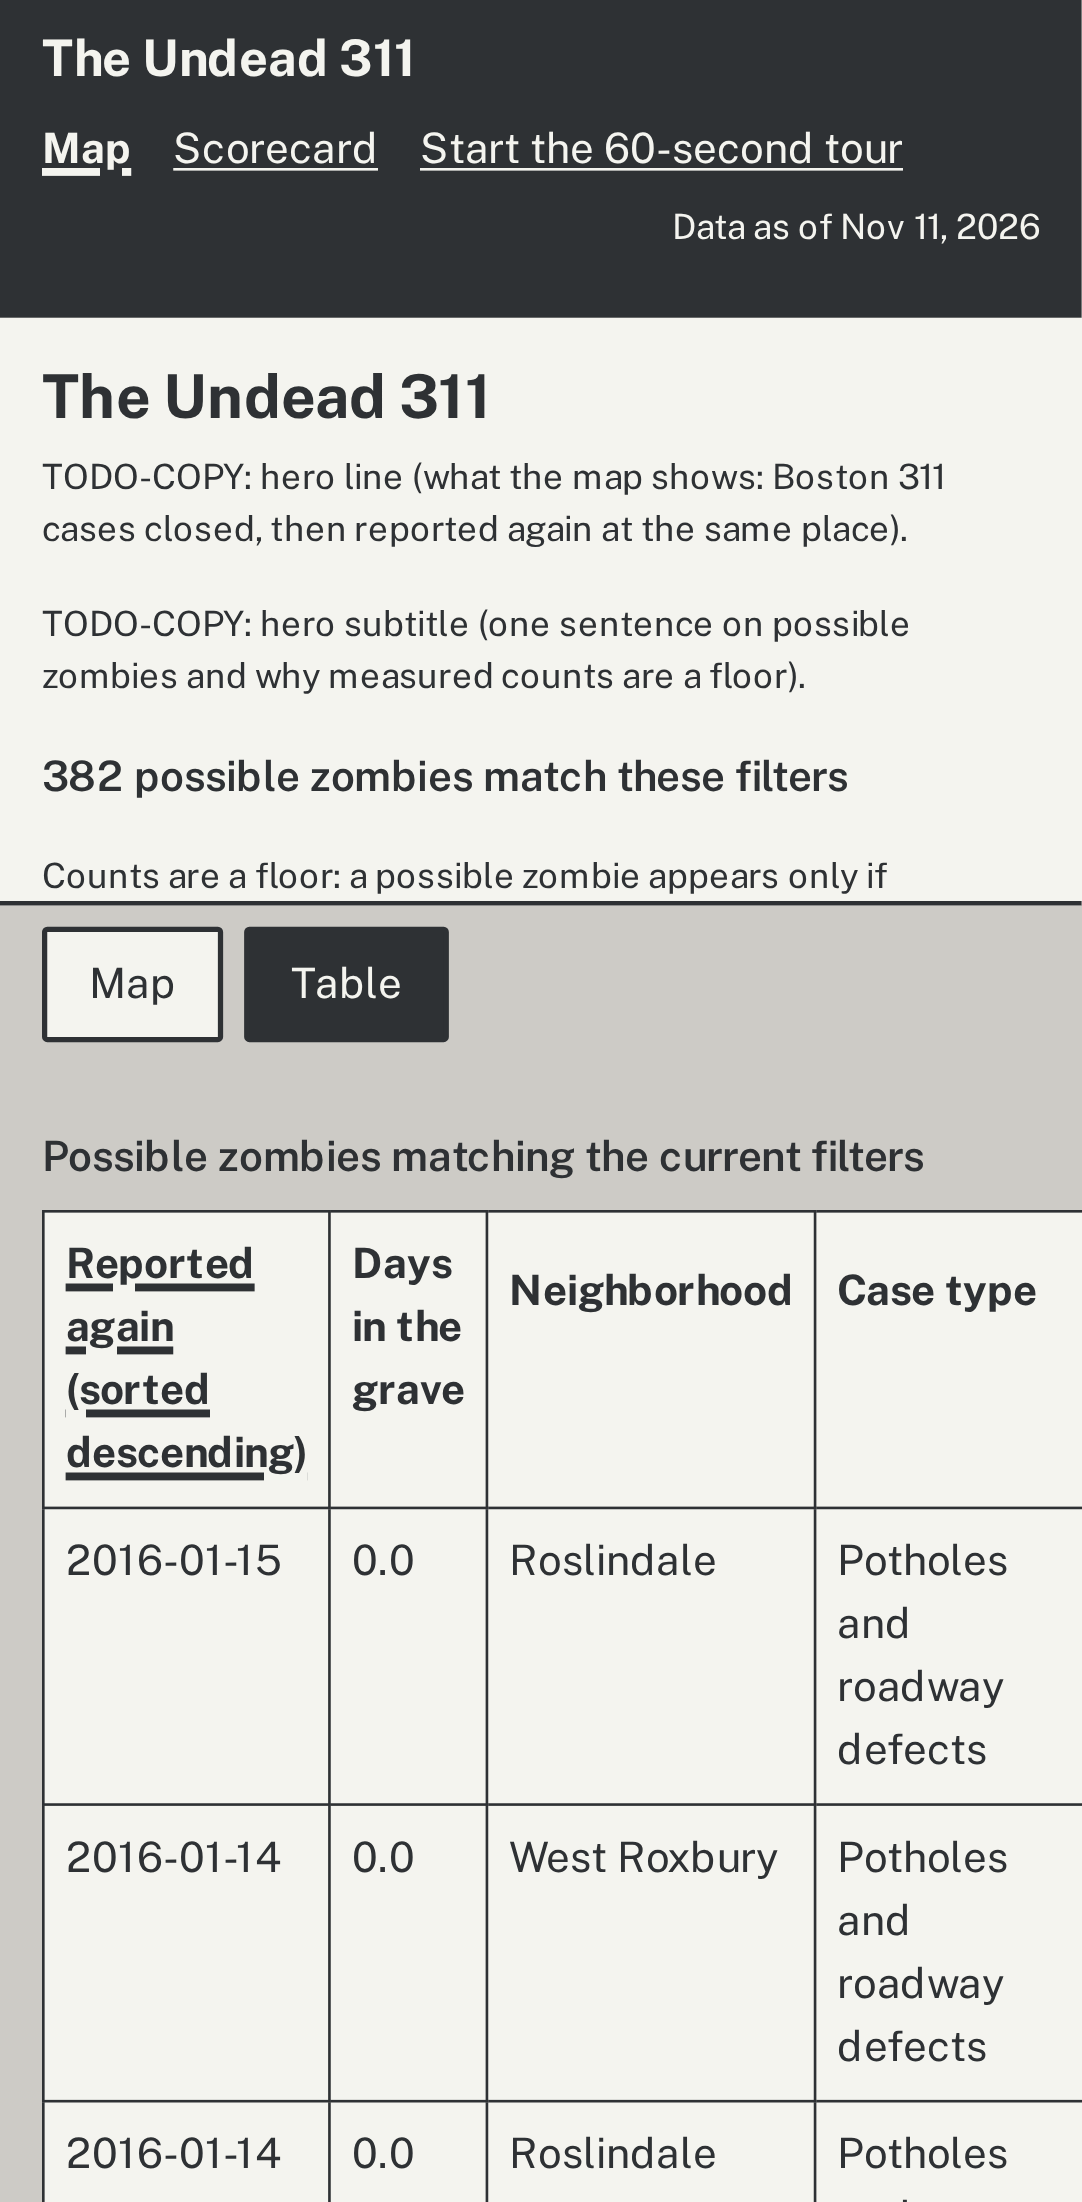 The Undead 311
Map Scorecard Start the 60-second tour
Data as of Nov 11, 2026
The Undead 311
TODO-COPY: hero line (what the map shows: Boston 311
cases closed, then reported again at the same place).
TODO-COPY: hero subtitle (one sentence on possible
zombies and why measured counts are a floor).
382 possible zombies match these filters
Counts are a floor: a possible zombie appears only if
Map Table
Possible zombies matching the current filters
Reported
again
(sorted
descending)
Days
in the
grave
Neighborhood
Case type
2016-01-15
0.0
Roslindale
Potholes
and
roadway
defects
2016-01-14
0.0
West Roxbury
Potholes
and
roadway
defects
2016-01-14
0.0
Roslindale
Potholes